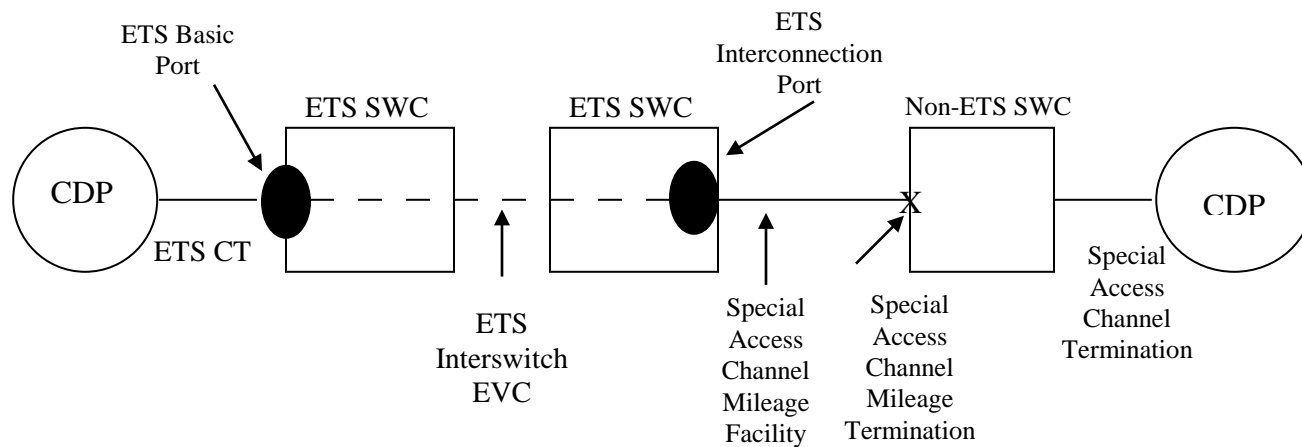 ETS Basic
Port
ETS
Interconnection
Port
ETS SWC
ETS SWC
Non-ETS SWC
CDP
X
CDP
ETS CT
ETS
Interswitch
EVC
Special
Access
Channel
Mileage
Facility
Special
Access
Channel
Mileage
Termination
Special
Access
Channel
Termination